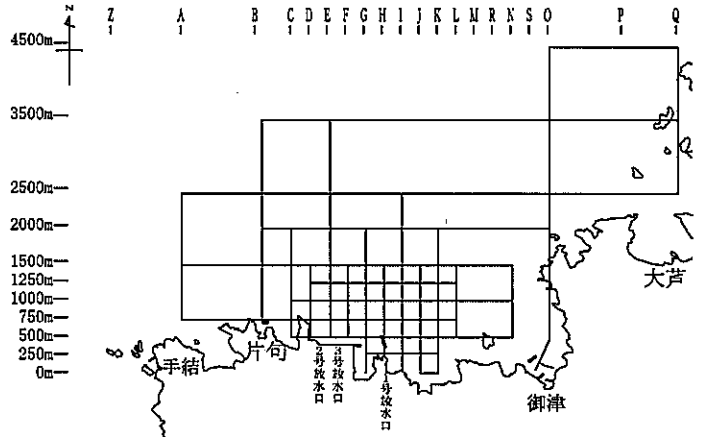 N
Z A B C D E F G H I J K L M R N S O P Q
4500m
3500m
2500m
2000m
1500m
1250m
1000m
750m
500m
250m
0m
大芦
手結
片句
2号放水口
3号放水口
1号放水口
御津